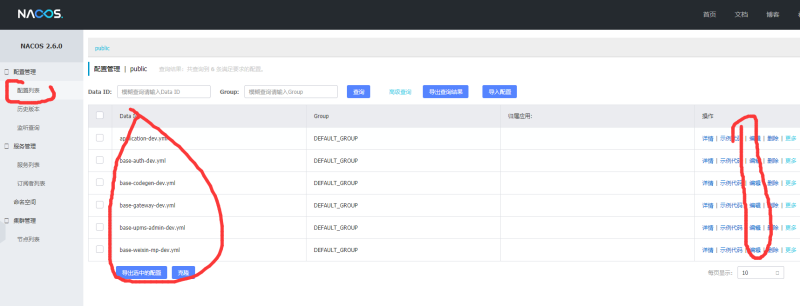 NACOS.
首页 文档 博客
NACOS 2.6.0
public
配置管理
配置管理 | public 查询结果：共查询到 6 条满足要求的配置。
配置列表
Data ID: 模糊查询请输入Data ID Group: 模糊查询请输入Group 查询 高级查询 导出查询结果 导入配置
历史版本
监听查询
Data Group 归属应用: 操作
服务管理
application-dev.yml DEFAULT_GROUP 详情 | 示例代码 | 编辑 | 删除 | 更多
服务列表
base-auth-dev.yml DEFAULT_GROUP 详情 | 示例代码 | 编辑 | 删除 | 更多
订阅者列表
base-codegen-dev.yml DEFAULT_GROUP 详情 | 示例代码 | 编辑 | 删除 | 更多
命名空间
base-gateway-dev.yml DEFAULT_GROUP 详情 | 示例代码 | 编辑 | 删除 | 更多
集群管理
base-upms-admin-dev.yml DEFAULT_GROUP 详情 | 示例代码 | 编辑 | 删除 | 更多
节点列表
base-weixin-mp-dev.yml DEFAULT_GROUP 详情 | 示例代码 | 编辑 | 删除 | 更多
导出选中的配置 克隆 每页显示: 10